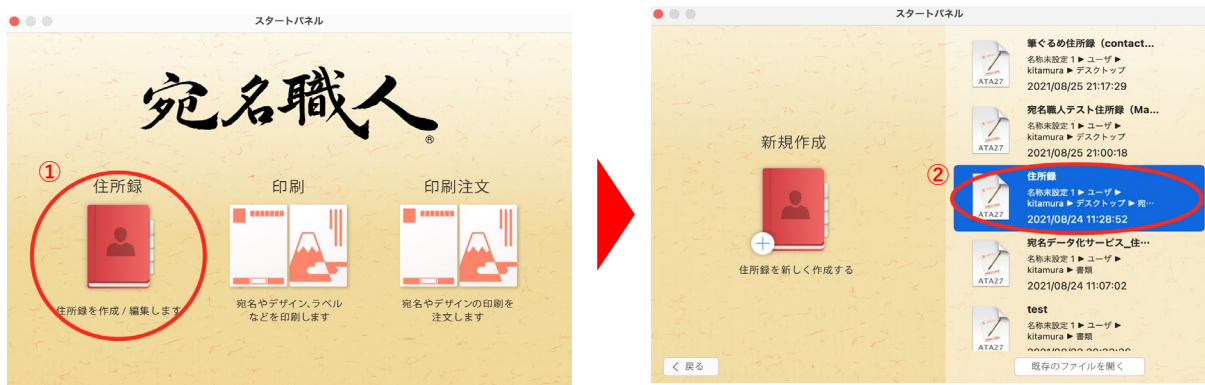 スタートパネル
宛名職人
®
①
住所録
住所録を作成 / 編集します
印刷
宛名やデザイン、ラベル
などを印刷します
印刷注文
宛名やデザインの印刷を
注文します
スタートパネル
新規作成
住所録を新しく作成する
戻る
筆ぐるめ住所録（contact...
名称未設定 1 ▶ ユーザ ▶
kitamura ▶ デスクトップ
2021/08/25 21:17:29
ATA27
宛名職人テスト住所録（Ma...
名称未設定 1 ▶ ユーザ ▶
kitamura ▶ デスクトップ
2021/08/25 21:00:18
ATA27
②
住所録
名称未設定 1 ▶ ユーザ ▶
kitamura ▶ デスクトップ ▶ 宛…
2021/08/24 11:28:52
ATA27
宛名データ化サービス_住…
名称未設定 1 ▶ ユーザ ▶
kitamura ▶ 書類
2021/08/24 11:07:02
ATA27
test
名称未設定 1 ▶ ユーザ ▶
kitamura ▶ 書類
ATA27
既存のファイルを開く